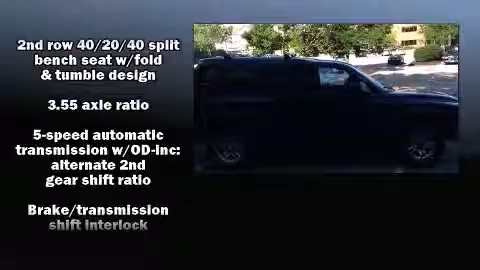 2nd row 40/20/40 split
bench seat w/fold
& tumble design
3.55 axle ratio
5-speed automatic
transmission w/OD-inc:
alternate 2nd
gear shift ratio
Brake/transmission
shift interlock